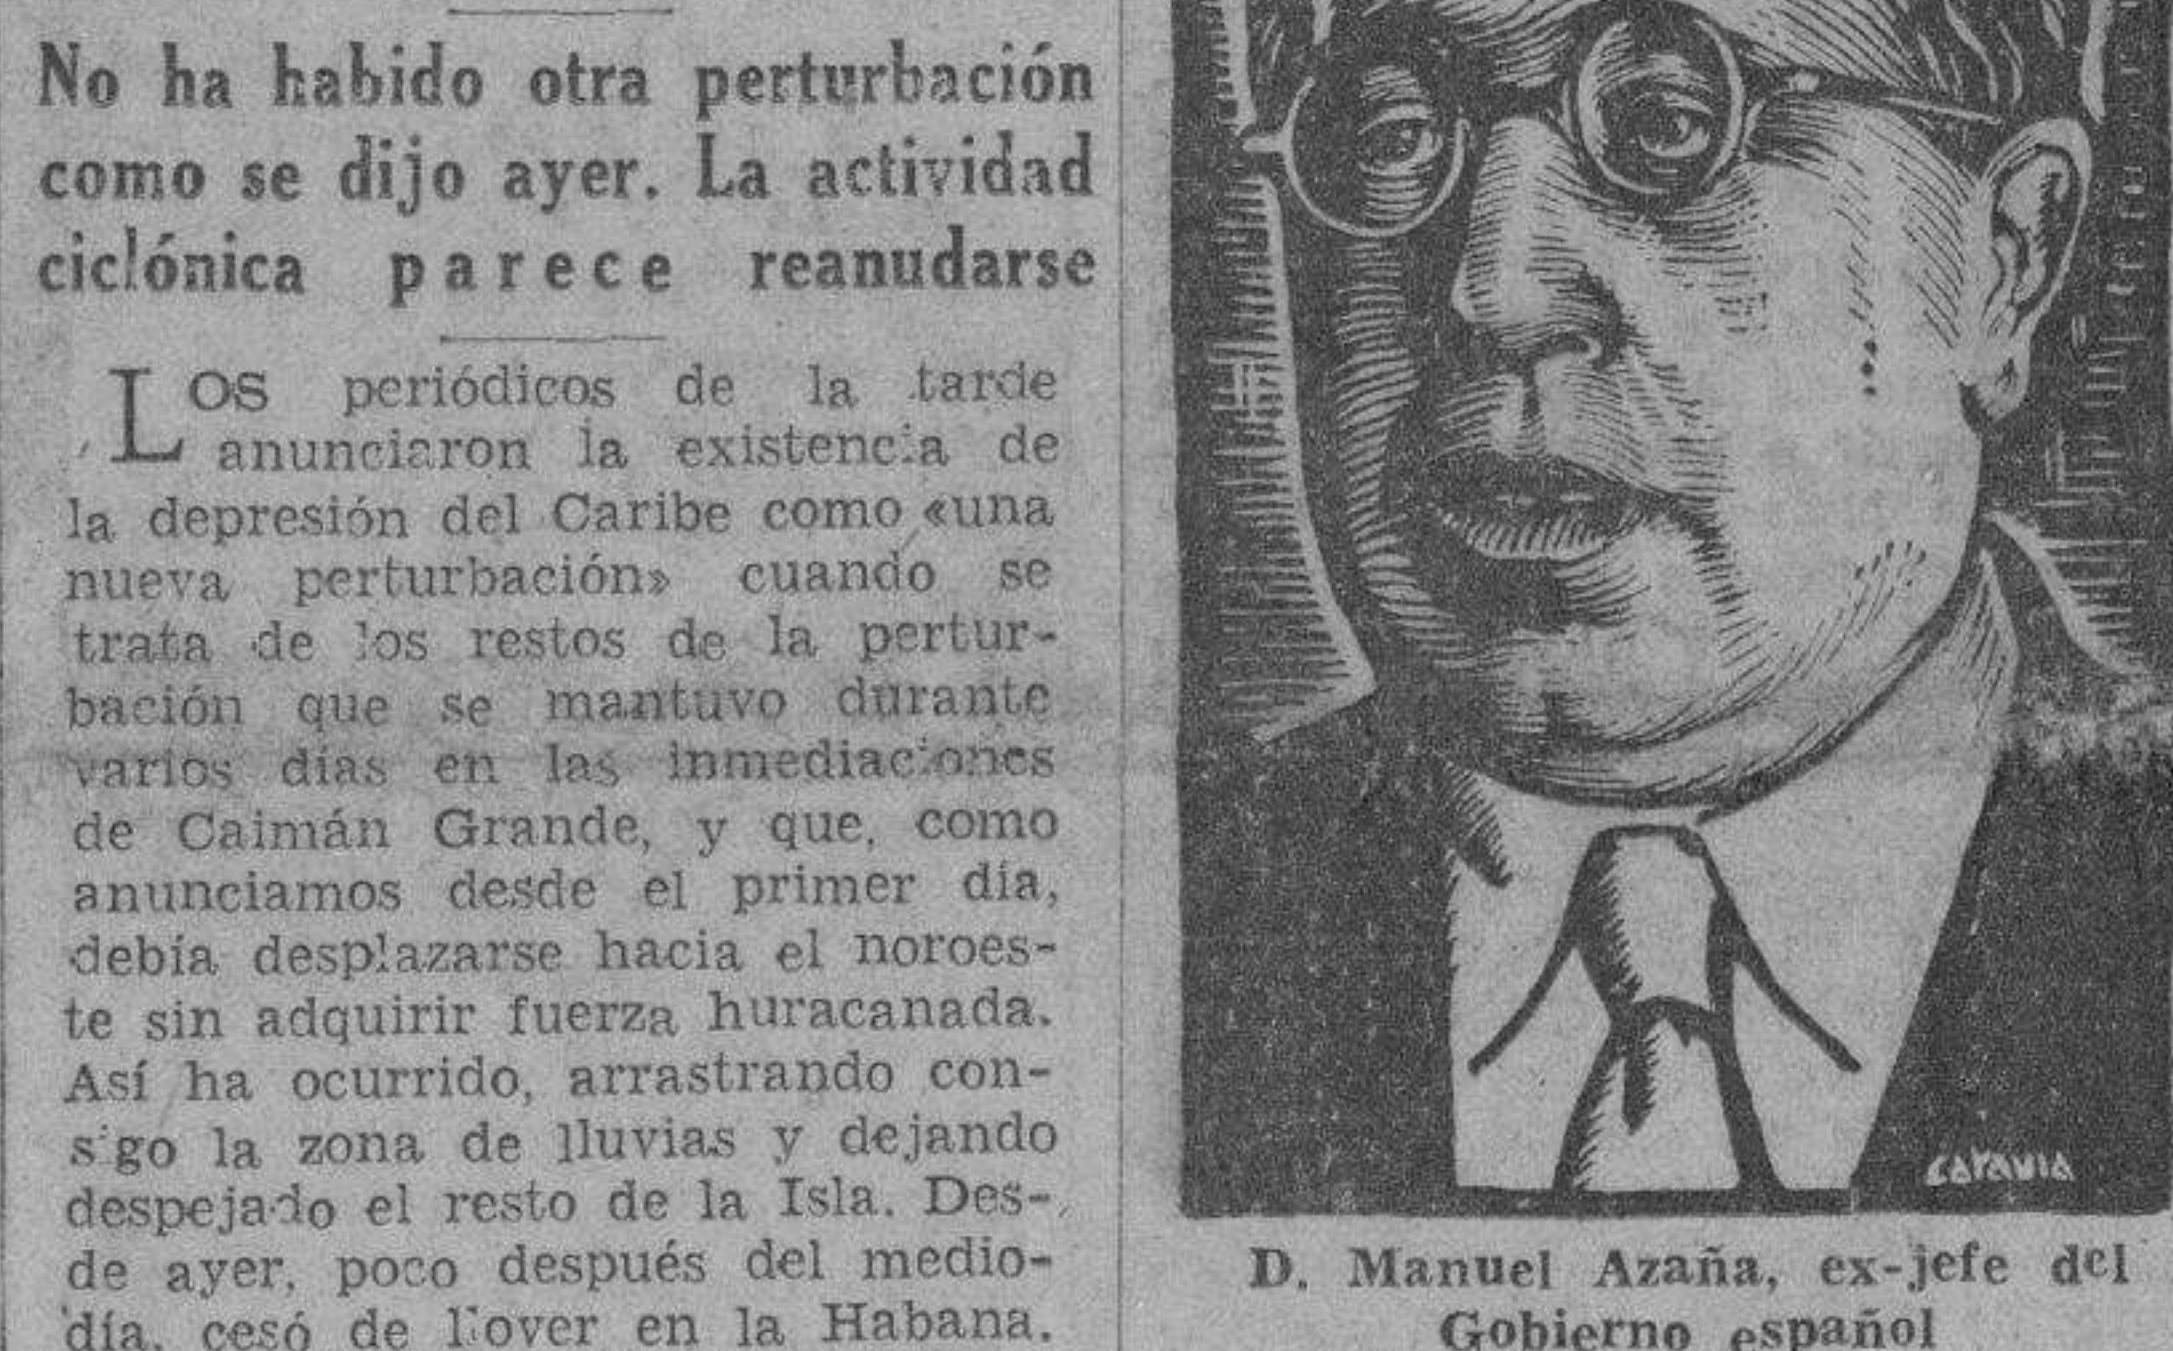 No ha habido otra perturbación
como se dijo ayer. La actividad
ciclónica parece reanudarse
LOS periódicos de la tarde
anunciaron la existencia de
la depresión del Caribe como «una
nueva perturbación» cuando se
trata de los restos de la pertur-
bación que se mantuvo durante
varios días en las inmediaciones
de Caimán Grande, y que, como
anunciamos desde el primer día,
debía desplazarse hacia el noroes-
te sin adquirir fuerza huracanada.
Así ha ocurrido, arrastrando con-
sigo la zona de lluvias y dejando
despejado el resto de la Isla. Des-
de ayer, poco después del medio-
día, cesó de llover en la Habana.
CARAVIA
D. Manuel Azaña, ex-jefe del
Gobierno español